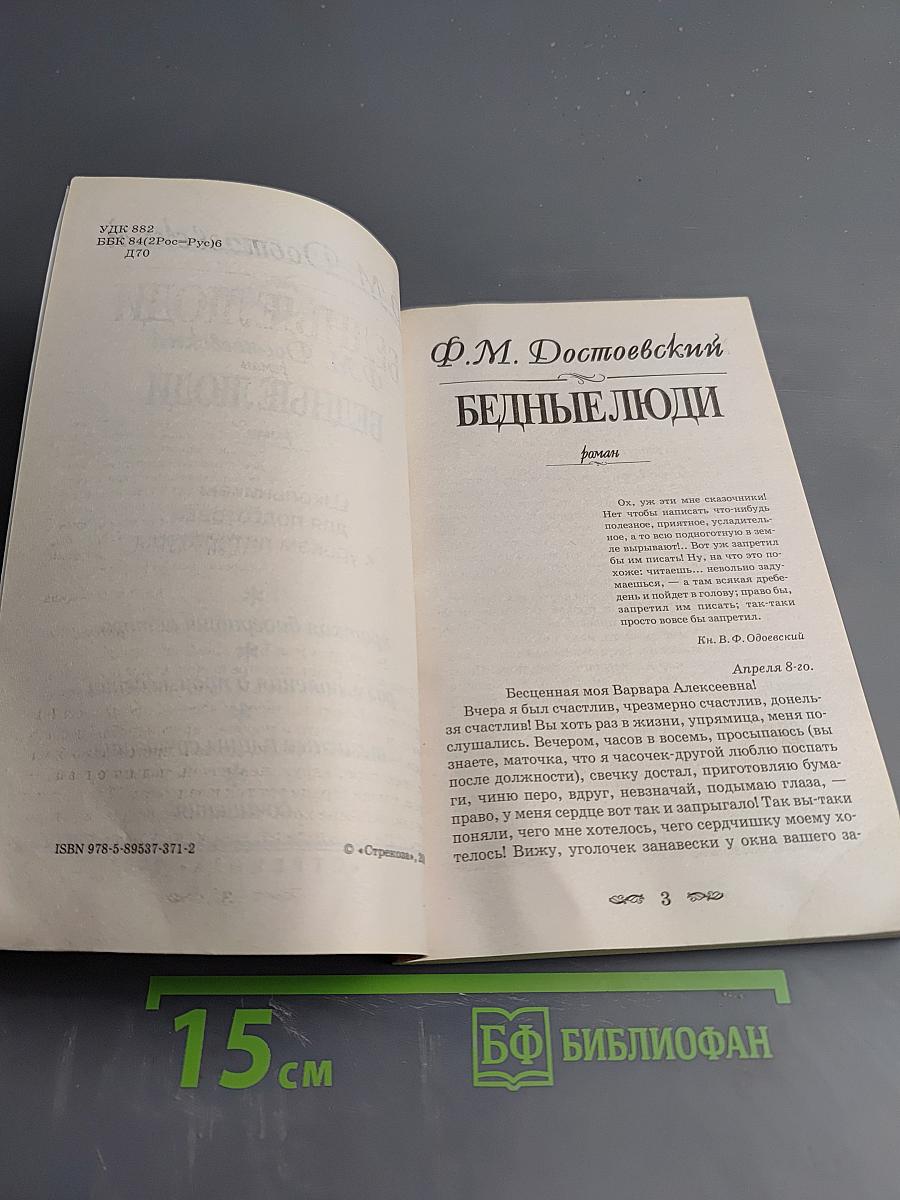 УДК 882
ББК 84(2Рос=Рус)6
Д70
ISBN 978-5-89537-371-2
© «Стрекоза», 20
Ф.М. Достоевский
БЕДНЫЕ ЛЮДИ
роман
Ох, уж эти мне сказочники!
Нет чтобы написать что-нибудь
полезное, приятное, усладитель-
ное, а то всю подноготную в зем-
ле вырывают!.. Вот уж запретил
бы им писать! Ну, на что это по-
хоже: читаешь... невольно заду-
маешься, — а там всякая дребе-
день и пойдет в голову; право бы,
запретил им писать; так-таки
просто вовсе бы запретил.
Кн. В. Ф. Одоевский
Апреля 8-го.
Бесценная моя Варвара Алексеевна!
Вчера я был счастлив, чрезмерно счастлив, донель-
зя счастлив! Вы хоть раз в жизни, упрямица, меня по-
слушались. Вечером, часов в восемь, просыпаюсь (вы
знаете, маточка, что я часочек-другой люблю поспать
после должности), свечку достал, приготовляю бума-
ги, чиню перо, вдруг, невзначай, подымаю глаза, —
право, у меня сердце вот так и запрыгало! Так вы-таки
поняли, чего мне хотелось, чего сердчишку моему хо-
телось! Вижу, уголочек занавески у окна вашего за-
3
15 см
БФ БИБЛИОФАН